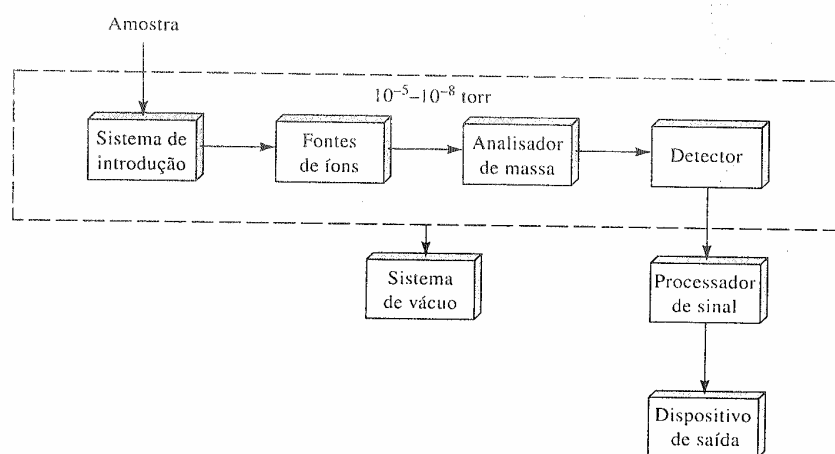 Amostra
10⁻⁵–10⁻⁸ torr
Sistema de
introdução
Fontes
de íons
Analisador
de massa
Detector
Sistema
de vácuo
Processador
de sinal
Dispositivo
de saída